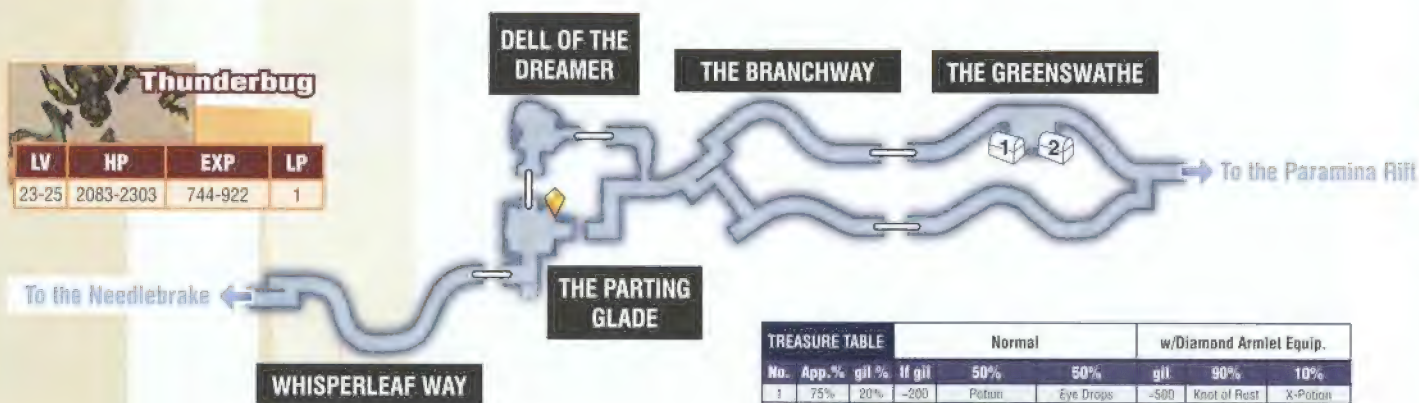 DELL OF THE
DREAMER
THE BRANCHWAY
THE GREENSWATHE
Thunderbug
LV HP EXP LP
23-25 2083-2303 744-922 1
1 2
To the Paramina Rift
To the Needlebrake
THE PARTING
GLADE
WHISPERLEAF WAY
TREASURE TABLE Normal w/Diamond Armlet Equip.
No. App.% gil % If gil 50% 50% gil 90% 10%
1 75% 20% ~200 Potion Eye Drops ~500 Knot of Rust X-Potion